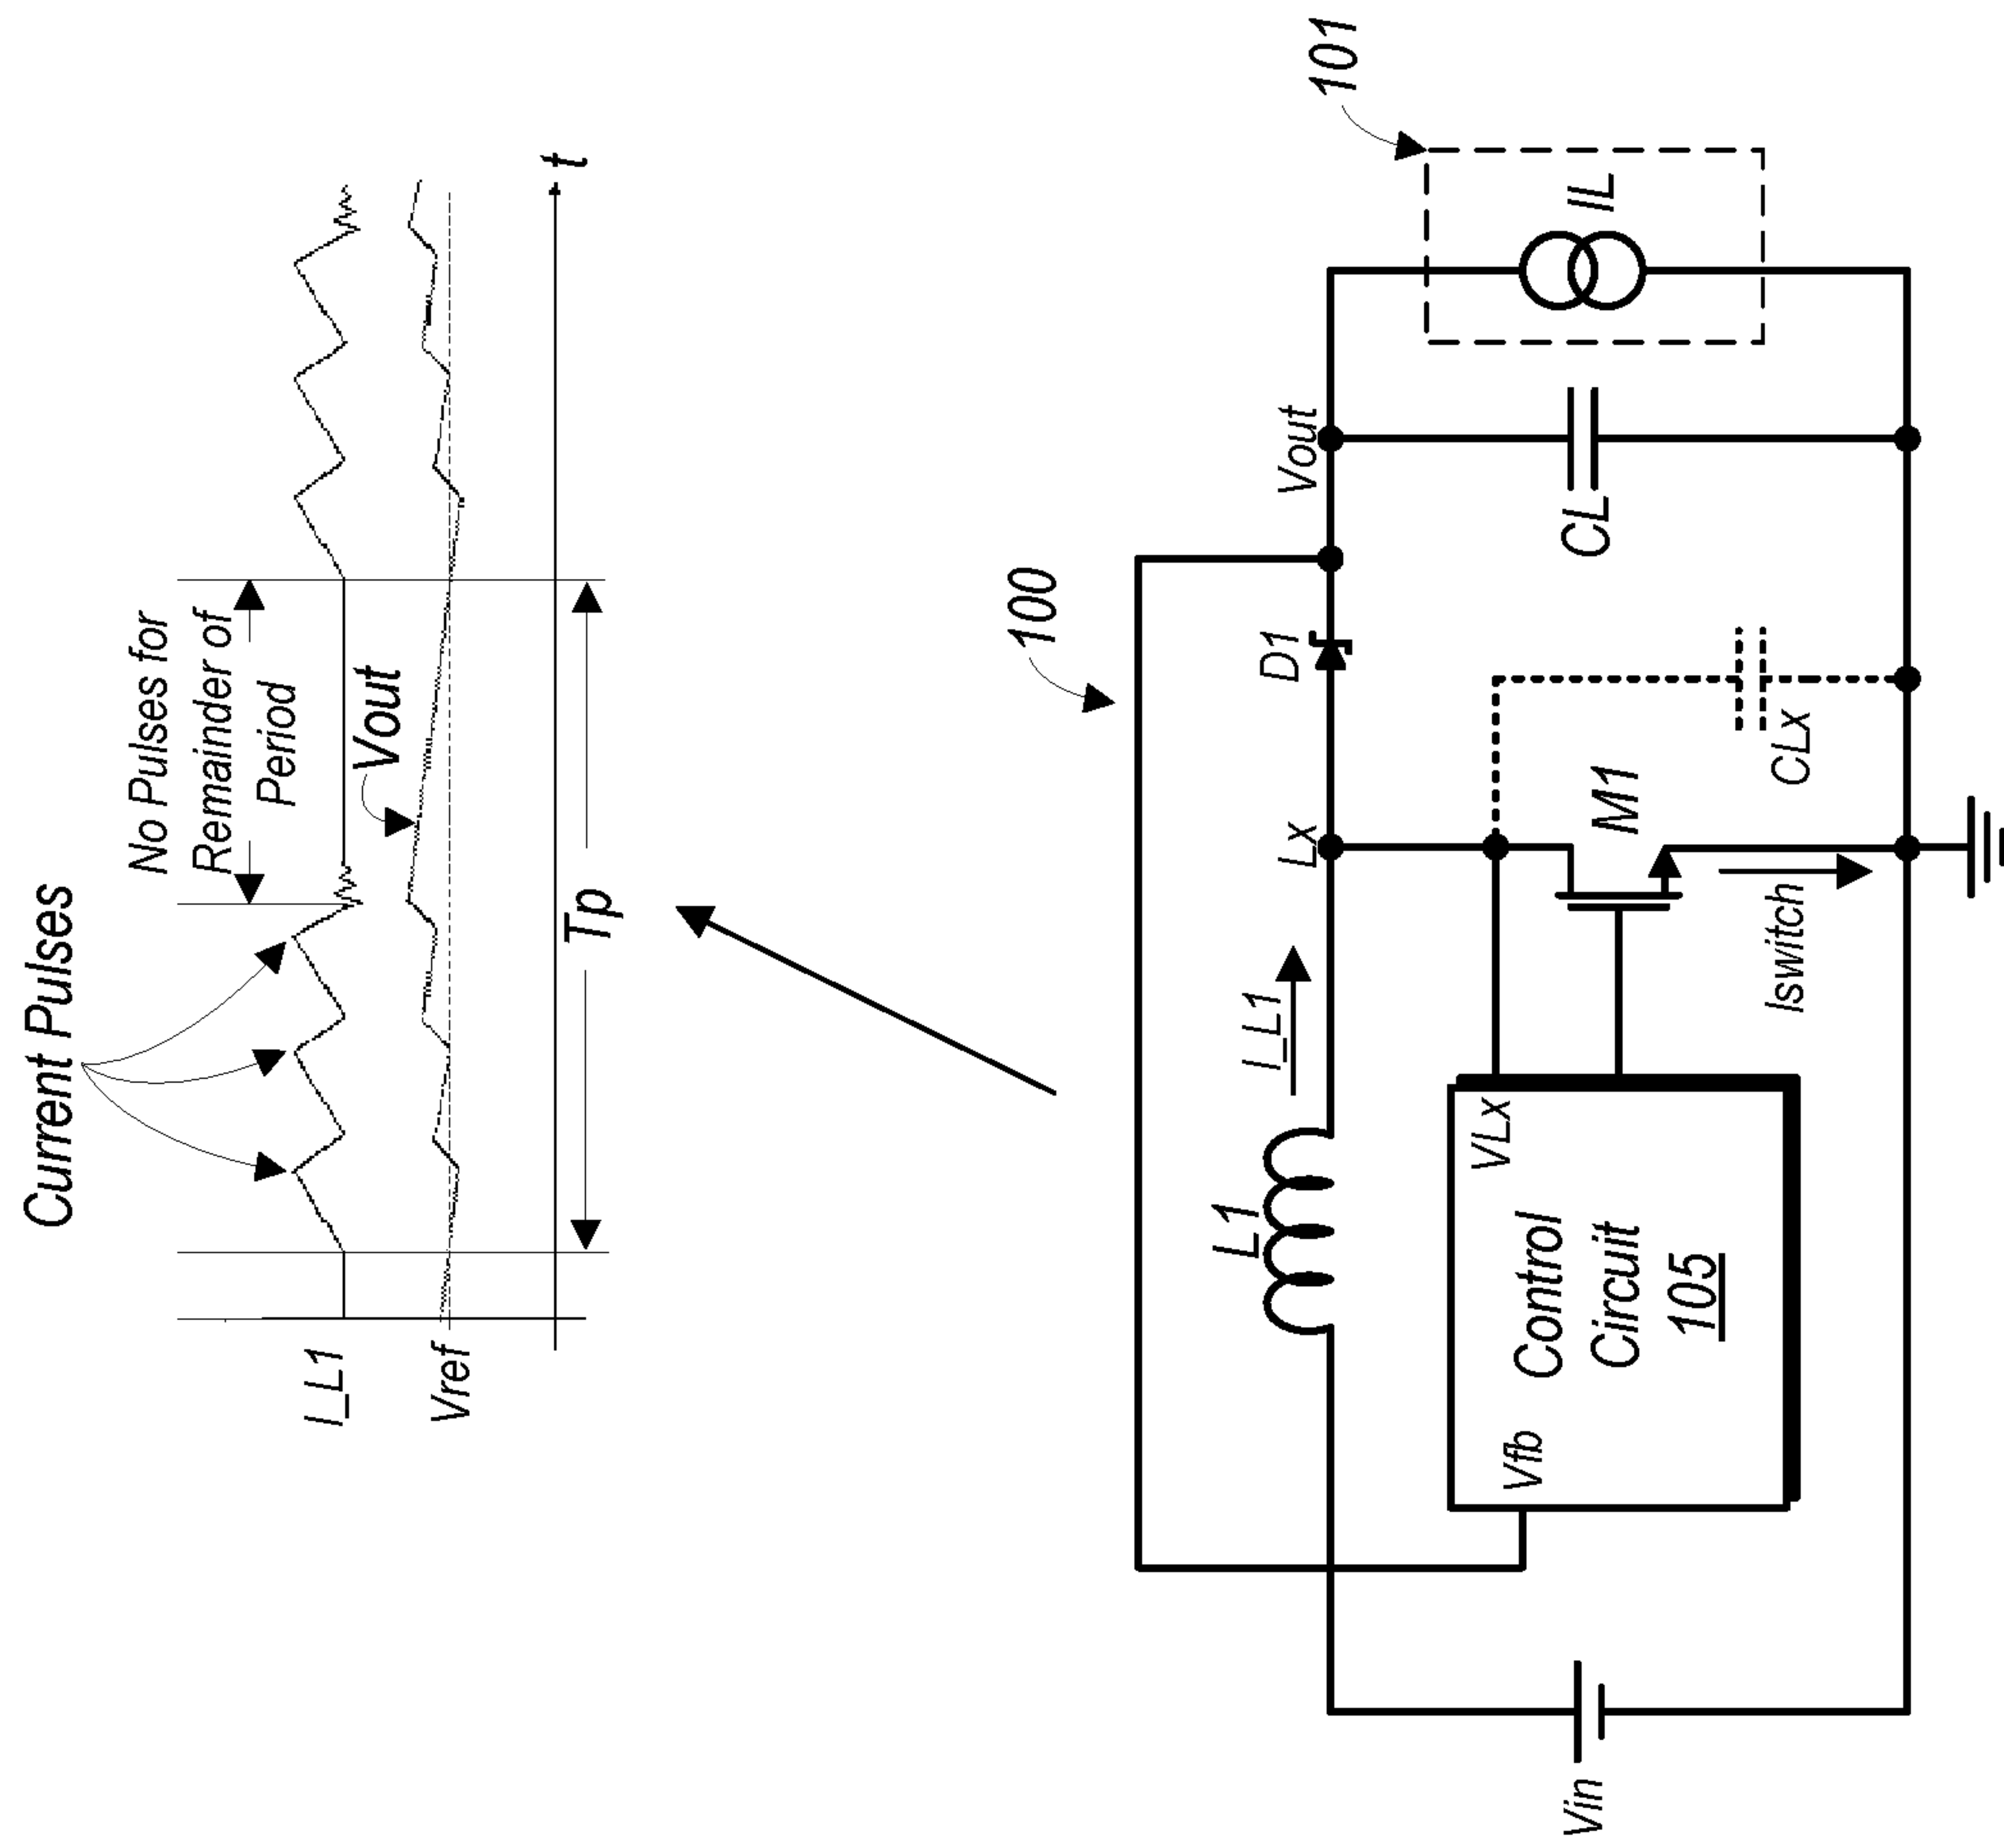 Current Pulses
No Pulses for
Remainder of
Period
Vout
I_L1
Vref
Tp
t
100
101
L1
I_L1
Lx
D1
Vout
Vfb
VLx
Control
Circuit
105
M1
Iswitch
CLx
CL
IL
Vin